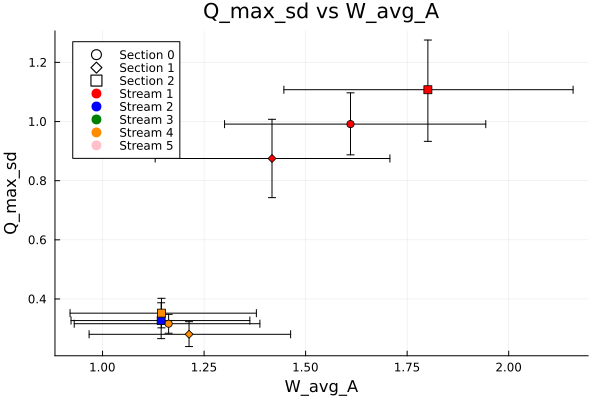 Q_max_sd vs W_avg_A
Section 0
Section 1
Section 2
Stream 1
Stream 2
Stream 3
Stream 4
Stream 5
1.2
1.0
0.8
0.6
0.4
Q_max_sd
1.00 1.25 1.50 1.75 2.00
W_avg_A